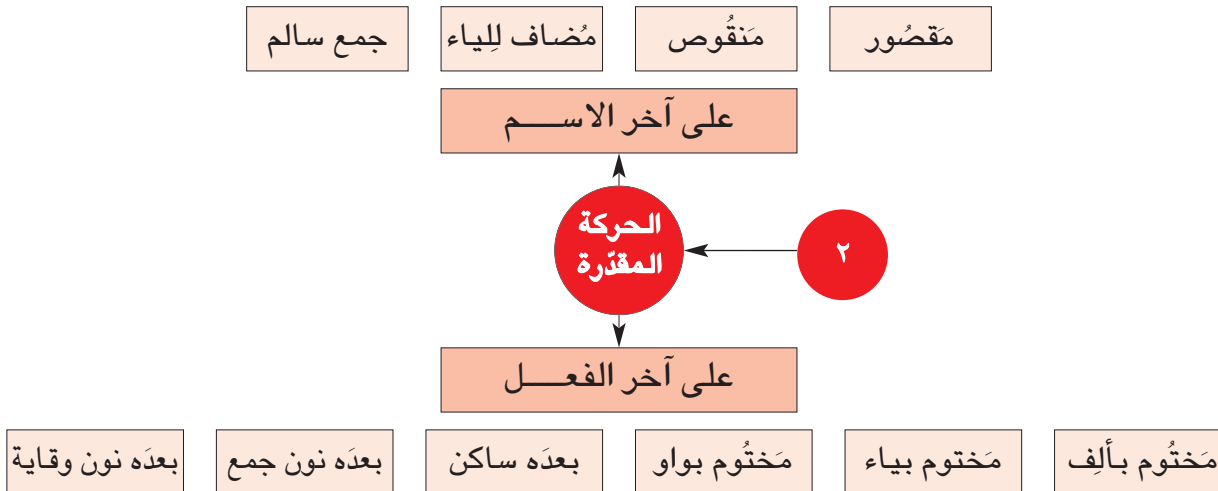 مَقصُور مَنقُوص مُضاف لِلياء جمع سالم
على آخر الاســـم
الحركة
المقدّرة
٢
على آخر الفعـــل
مَختُوم بألِف مَختوم بياء مَختُوم بواو بعدَه ساكن بعدَه نون جمع بعدَه نون وقاية